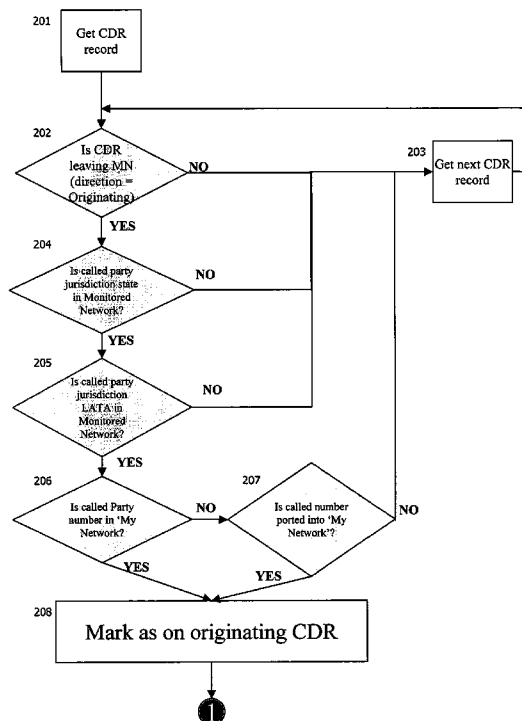 201
Get CDR
record
202
Is CDR
leaving MN
(direction =
Originating)
NO
203
Get next CDR
record
YES
204
Is called party
jurisdiction state
in Monitored
Network?
NO
YES
205
Is called party
jurisdiction
LATA in
Monitored
Network?
NO
YES
206
Is called Party
number in 'My
Network?
NO
207
Is called number
ported into 'My
Network'?
NO
YES
YES
208
Mark as on originating CDR
1